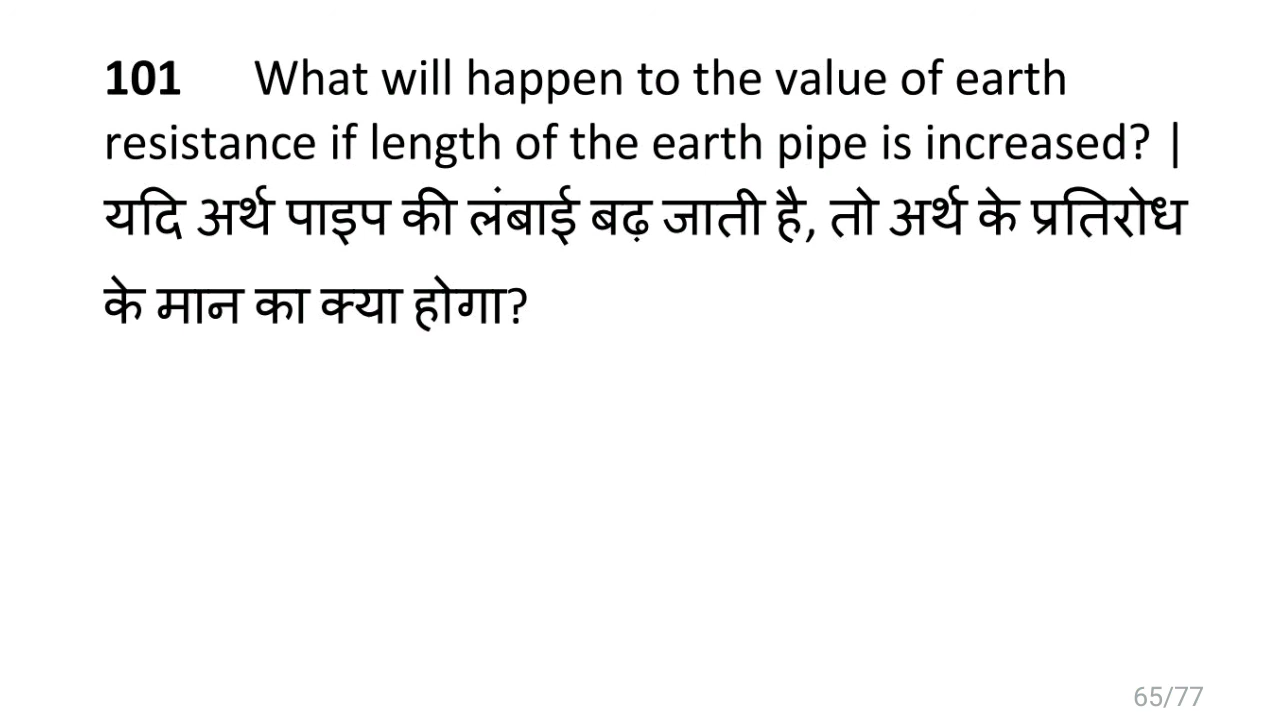 101 What will happen to the value of earth
resistance if length of the earth pipe is increased? |
यदि अर्थ पाइप की लंबाई बढ़ जाती है, तो अर्थ के प्रतिरोध
के मान का क्या होगा?
65/77